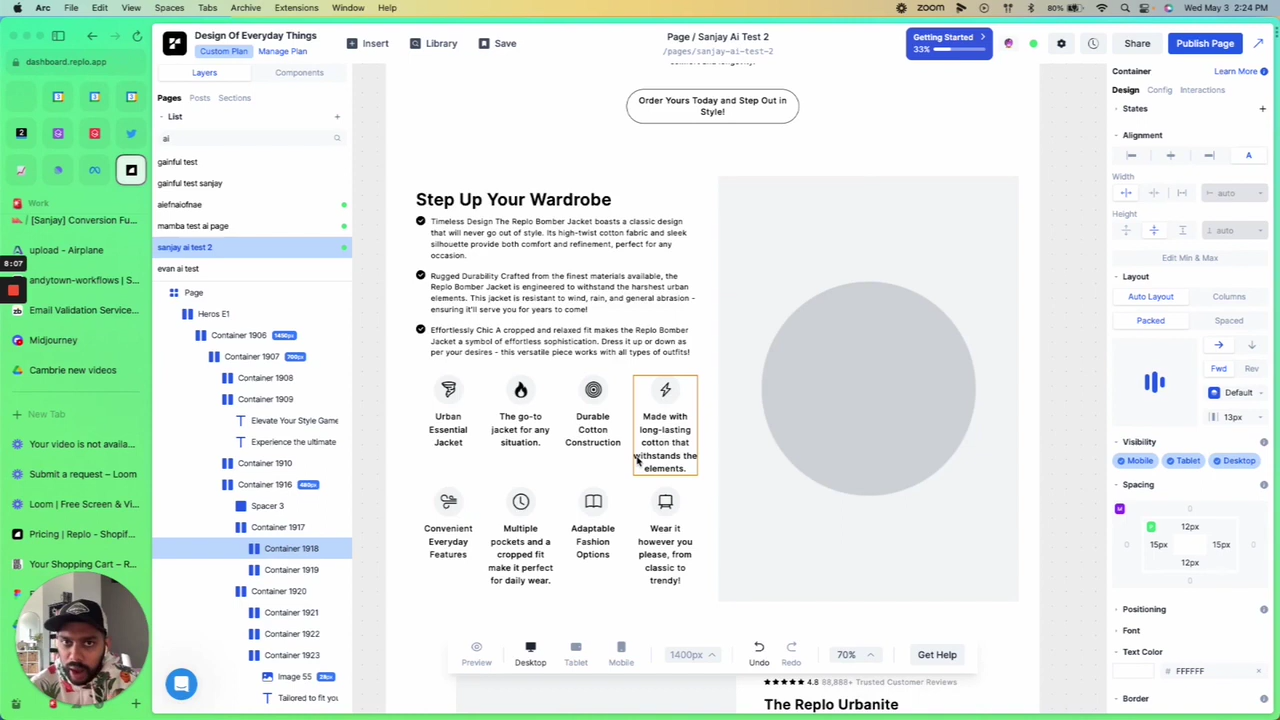 Arc File Edit View Spaces Tabs Archive Extensions Window Help
ZOOM 80% Wed May 3 2:24 PM
Design Of Everyday Things
Custom Plan Manage Plan
Insert Library Save
Page / Sanjay Ai Test 2
/pages/sanjay-ai-test-2
Getting Started
33%
Share Publish Page
dashboard.replo.app
3 3 3
2
Work
[Sanjay] Conversion Fu...
upload - Airplane
8:07
andytown-workflows | S...
Email Validation Service...
Midjourney
Cambrie new videos
New Tab
Your video is not availa...
Submit a request – Loom
Loom | Free Screen & Vi...
Pricing | Replo - Shopif...
Your Shopping Cart – R...
Layers Components
Pages Posts Sections
List
ai
gainful test
gainful test sanjay
aiefnaiofnae
mamba test ai page
sanjay ai test 2
evan ai test
Page
Heros E1
Container 1906 1450px
Container 1907 700px
Container 1908
Container 1909
Elevate Your Style Game
Experience the ultimate
Container 1910
Container 1916 480px
Spacer 3
Container 1917
Container 1918
Container 1919
Container 1920
Container 1921
Container 1922
Container 1923
Image 55 28px
Tailored to fit you
Order Yours Today and Step Out in
Style!
Step Up Your Wardrobe
Timeless Design The Replo Bomber Jacket boasts a classic design
that will never go out of style. Its high-twist cotton fabric and sleek
silhouette provide both comfort and refinement, perfect for any
occasion.
Rugged Durability Crafted from the finest materials available, the
Replo Bomber Jacket is engineered to withstand the harshest urban
elements. This jacket is resistant to wind, rain, and general abrasion -
ensuring it'll serve you for years to come!
Effortlessly Chic A cropped and relaxed fit makes the Replo Bomber
Jacket a symbol of effortless sophistication. Dress it up or down as
per your desires - this versatile piece works with all types of outfits!
Urban
Essential
Jacket
The go-to
jacket for any
situation.
Durable
Cotton
Construction
Made with
long-lasting
cotton that
withstands the
elements.
Convenient
Everyday
Features
Multiple
pockets and a
cropped fit
make it perfect
for daily wear.
Adaptable
Fashion
Options
Wear it
however you
please, from
classic to
trendy!
Preview Desktop Tablet Mobile 1400px Undo Redo 70% Get Help
4.8 88,888+ Trusted Customer Reviews
The Replo Urbanite
Container Learn More
Design Config Interactions
States
Alignment
A
Width
auto
Height
auto
Edit Min & Max
Layout
Auto Layout Columns
Packed Spaced
Fwd Rev
Default
13px
Visibility
Mobile Tablet Desktop
Spacing
12px
15px 15px
12px
Positioning
Font
Text Color
# FFFFFF
Border